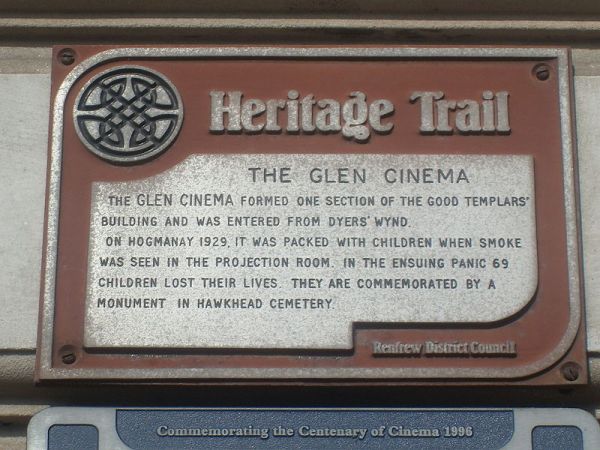 Heritage Trail
THE GLEN CINEMA
THE GLEN CINEMA FORMED ONE SECTION OF THE GOOD TEMPLARS'
BUILDING AND WAS ENTERED FROM DYERS' WYND.
ON HOGMANAY 1929, IT WAS PACKED WITH CHILDREN WHEN SMOKE
WAS SEEN IN THE PROJECTION ROOM. IN THE ENSUING PANIC 69
CHILDREN LOST THEIR LIVES. THEY ARE COMMEMORATED BY A
MONUMENT IN HAWKHEAD CEMETERY.
Renfrew District Council
Commemorating the Centenary of Cinema 1996